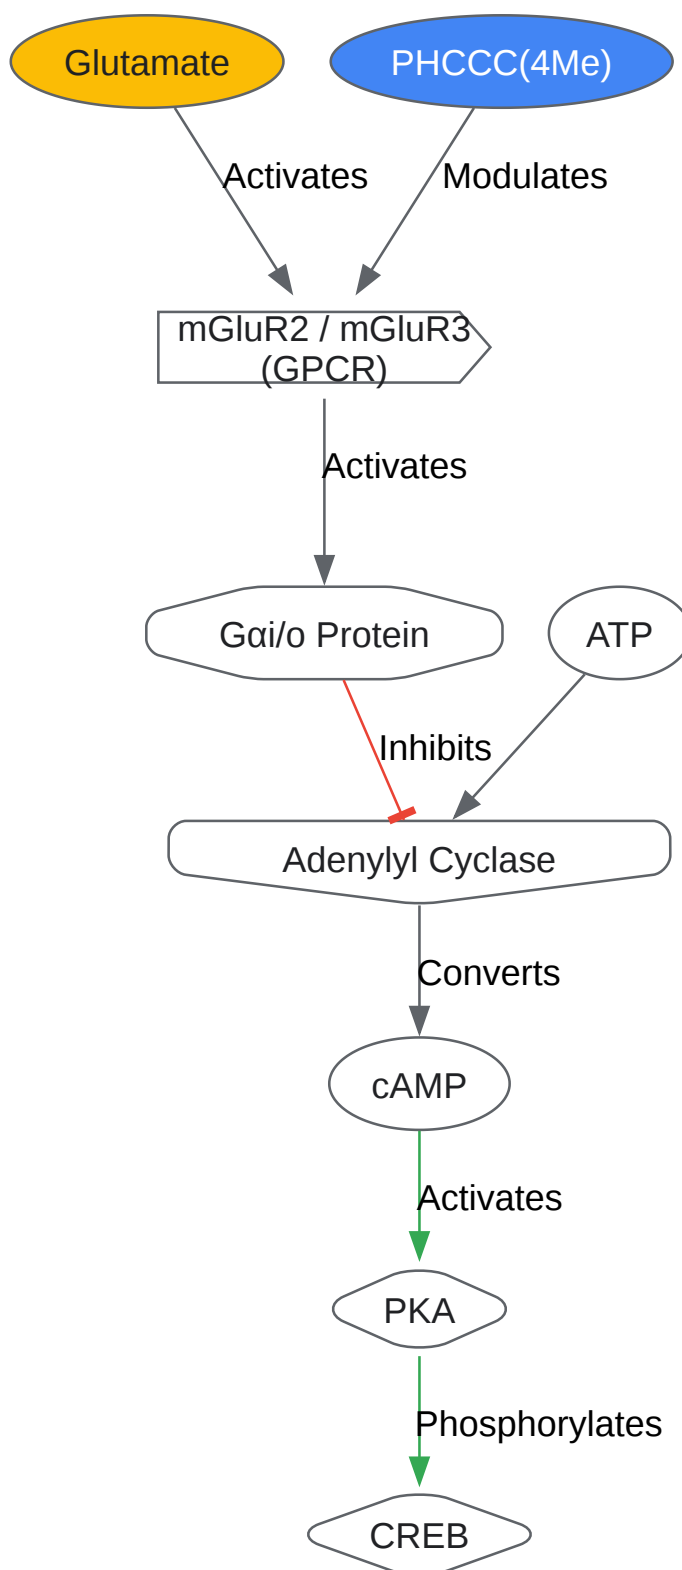 Glutamate
PHCCC(4Me)
Activates
Modulates
mGluR2 / mGluR3
(GPCR)
Activates
Gαi/o Protein
ATP
Inhibits
Adenylyl Cyclase
Converts
cAMP
Activates
PKA
Phosphorylates
CREB